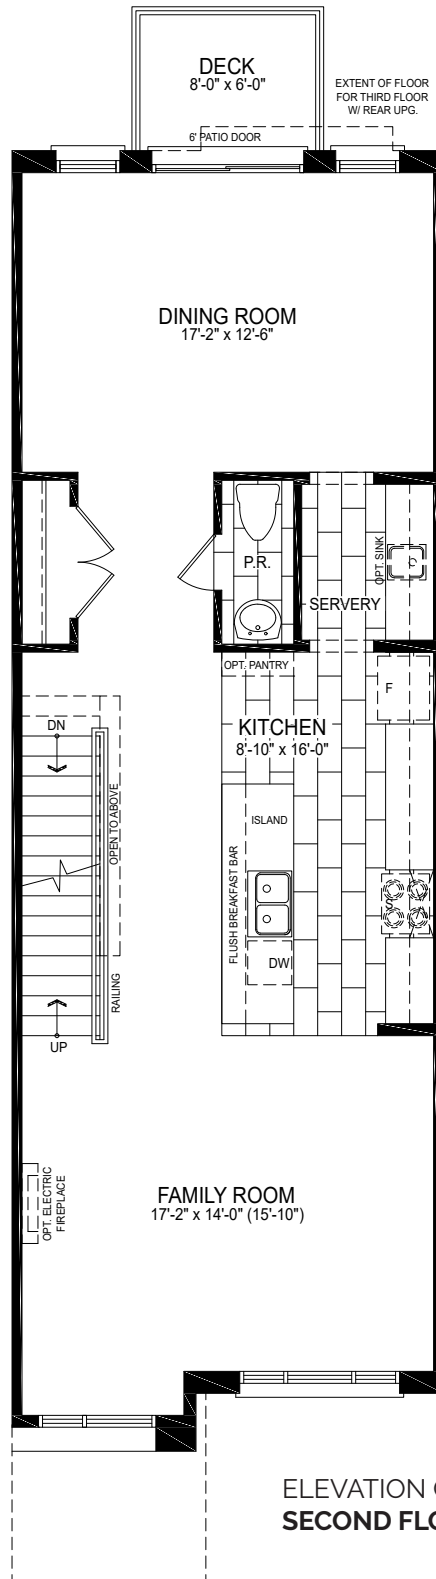 DECK
8'-0" x 6'-0"
EXTENT OF FLOOR
FOR THIRD FLOOR
W/ REAR UPG.
6' PATIO DOOR
DINING ROOM
17'-2" x 12'-6"
P.R.
OPT. SINK
SERVERY
OPT. PANTRY
F
KITCHEN
8'-10" x 16'-0"
DN
OPEN TO ABOVE
ISLAND
FLUSH BREAKFAST BAR
S
DW
RAILING
UP
FAMILY ROOM
17'-2" x 14'-0" (15'-10")
OPT. ELECTRIC
FIREPLACE
ELEVATION
SECOND